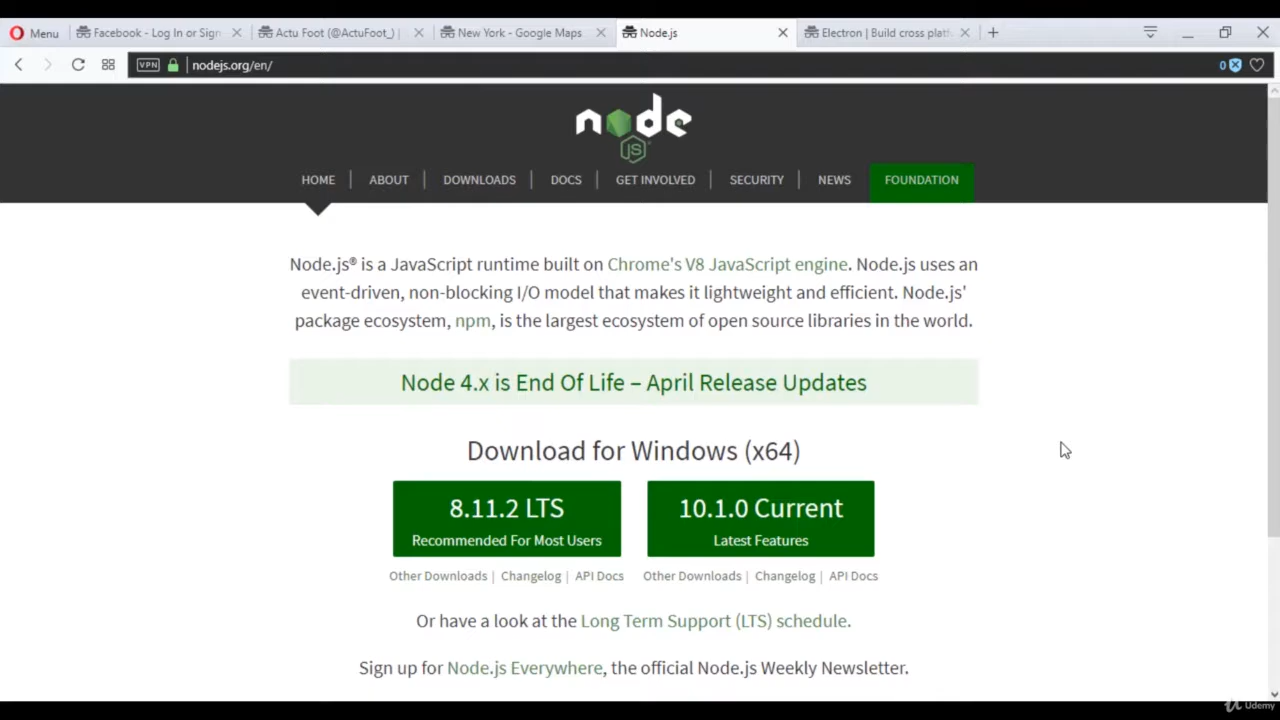 Menu
Facebook - Log In or Sign
Actu Foot (@ActuFoot_) |
New York - Google Maps
Node.js
Electron | Build cross platf
VPN
nodejs.org/en/
0
node
JS
HOME
ABOUT
DOWNLOADS
DOCS
GET INVOLVED
SECURITY
NEWS
FOUNDATION
Node.js® is a JavaScript runtime built on Chrome's V8 JavaScript engine. Node.js uses an
event-driven, non-blocking I/O model that makes it lightweight and efficient. Node.js'
package ecosystem, npm, is the largest ecosystem of open source libraries in the world.
Node 4.x is End Of Life – April Release Updates
Download for Windows (x64)
8.11.2 LTS
Recommended For Most Users
10.1.0 Current
Latest Features
Other Downloads | Changelog | API Docs
Other Downloads | Changelog | API Docs
Or have a look at the Long Term Support (LTS) schedule.
Sign up for Node.js Everywhere, the official Node.js Weekly Newsletter.
Udemy